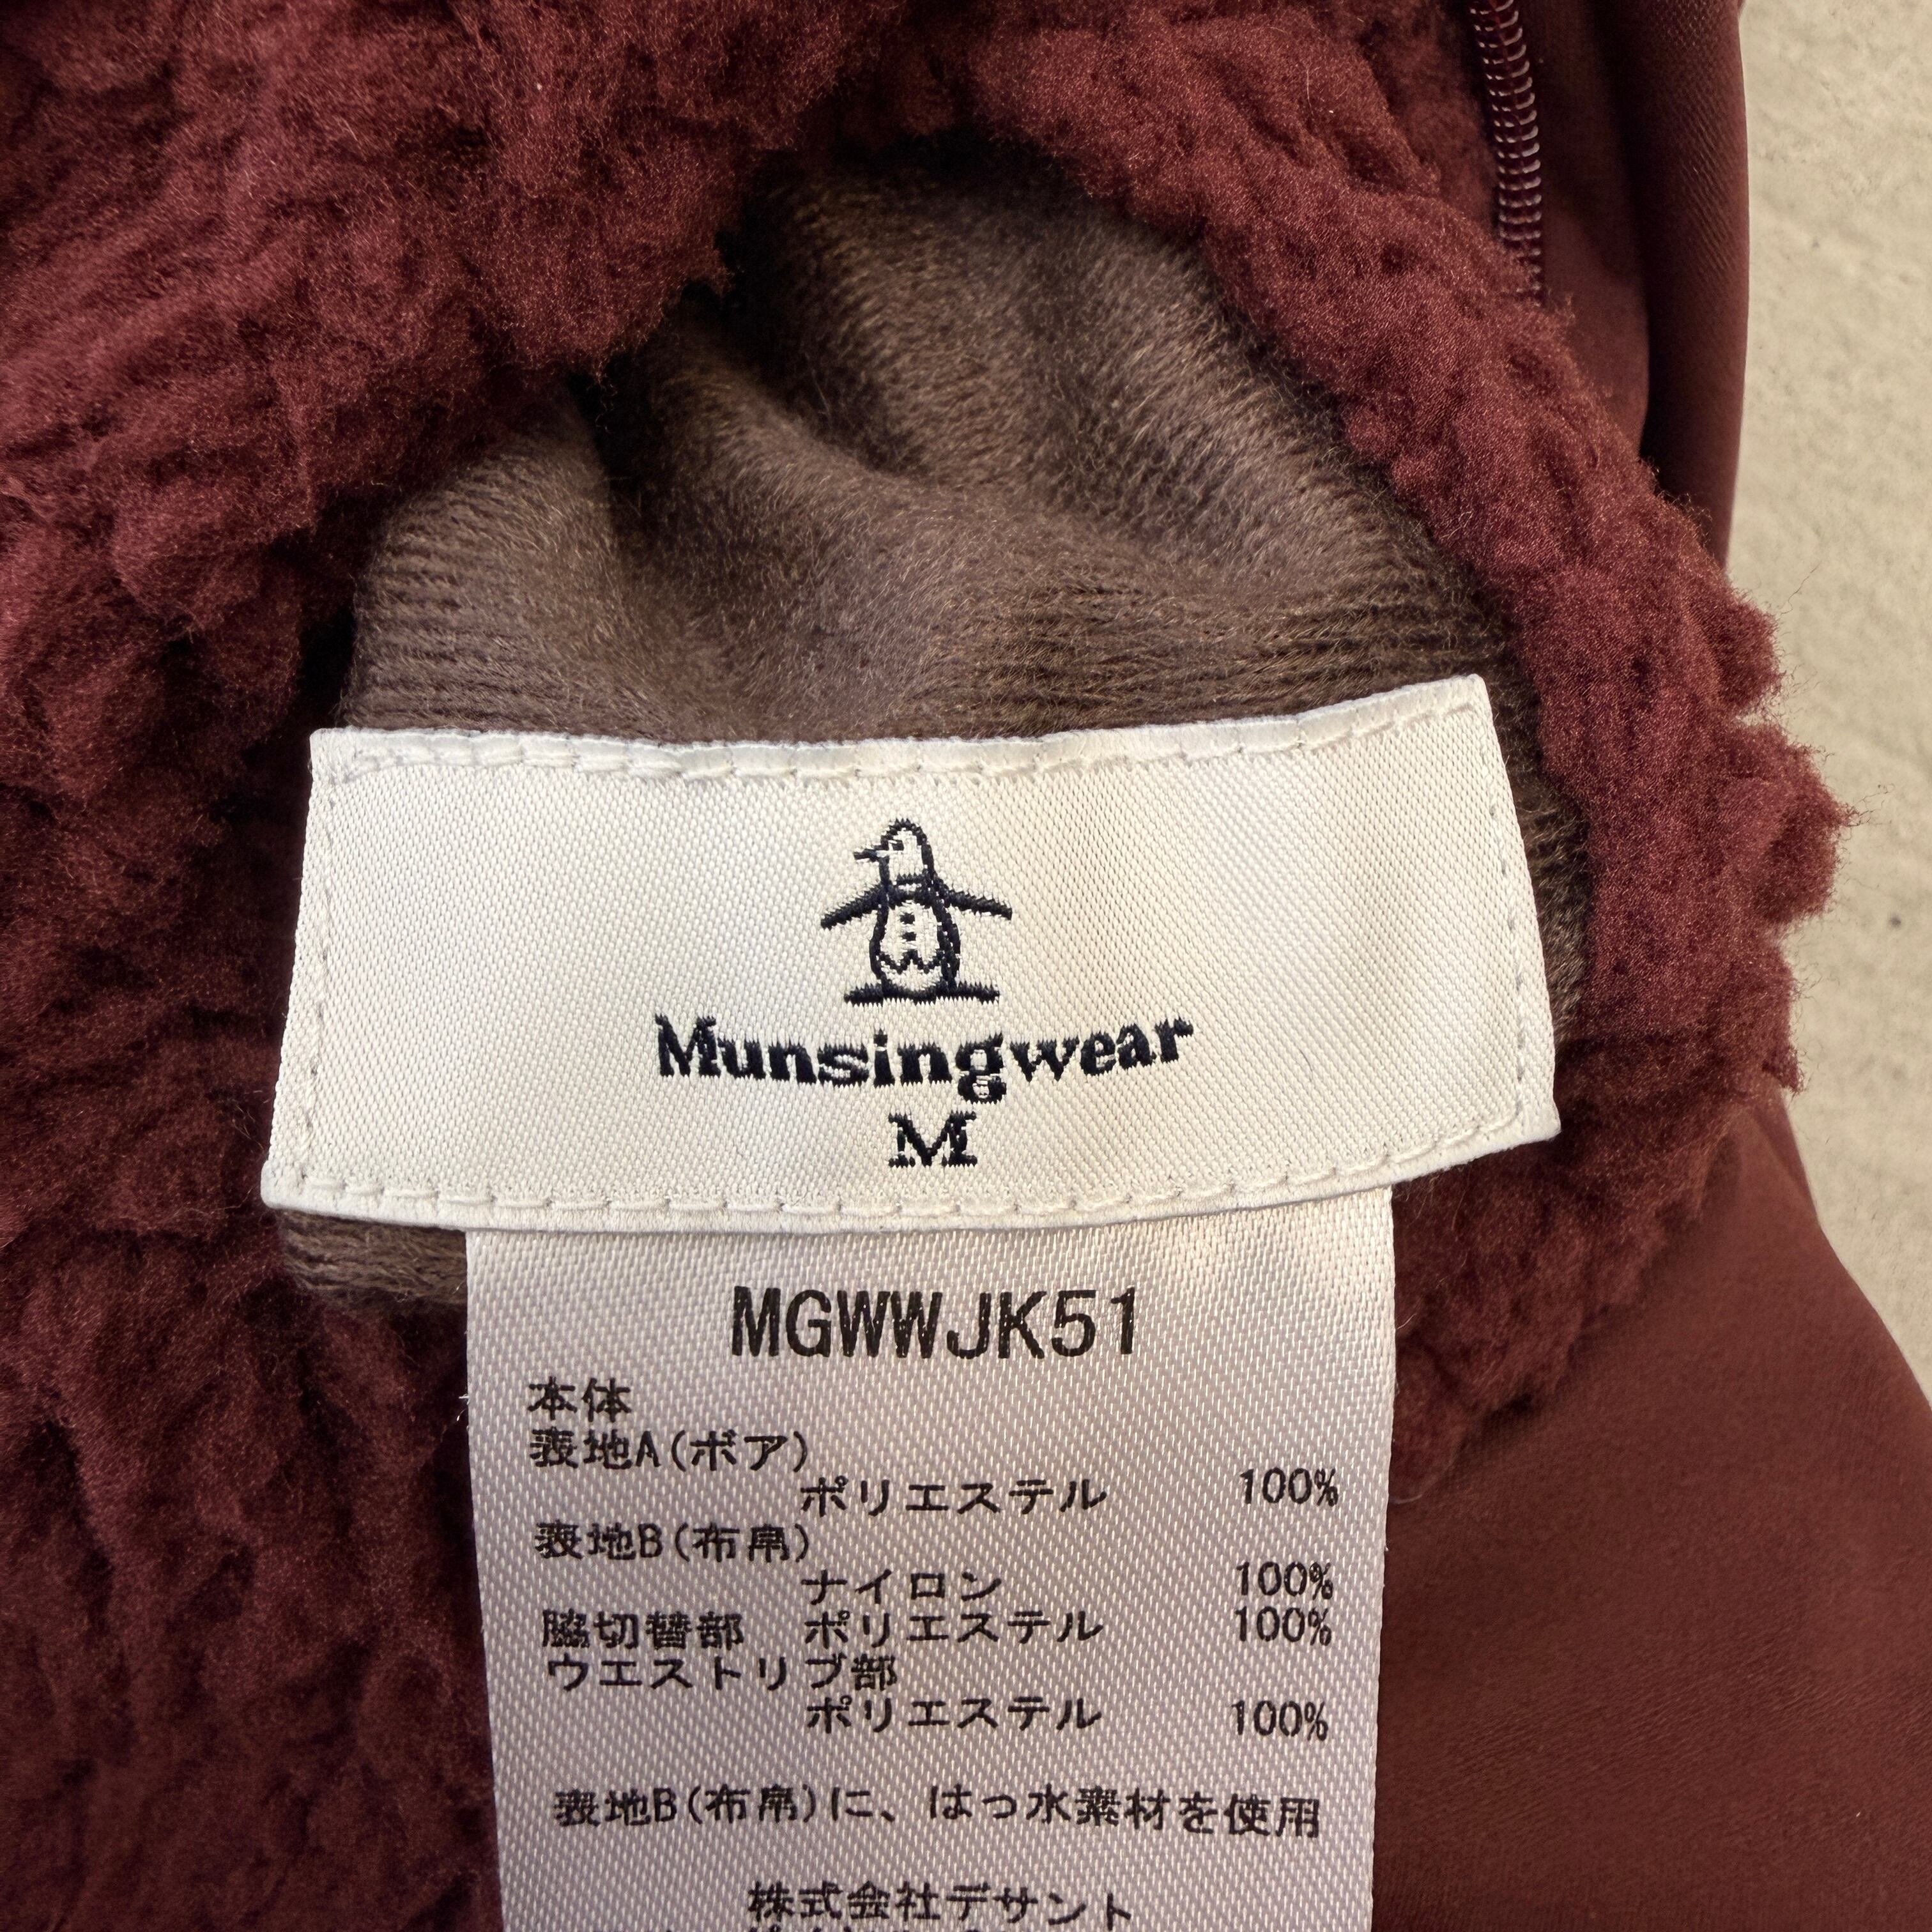 Munsingwear
M
MGWWJK51
本体
表地A(ボア)
ポリエステル 100%
表地B(布帛)
ナイロン 100%
脇切替部 ポリエステル 100%
ウエストリブ部
ポリエステル 100%
表地B(布帛)に、はっ水素材を使用
株式会社デサント